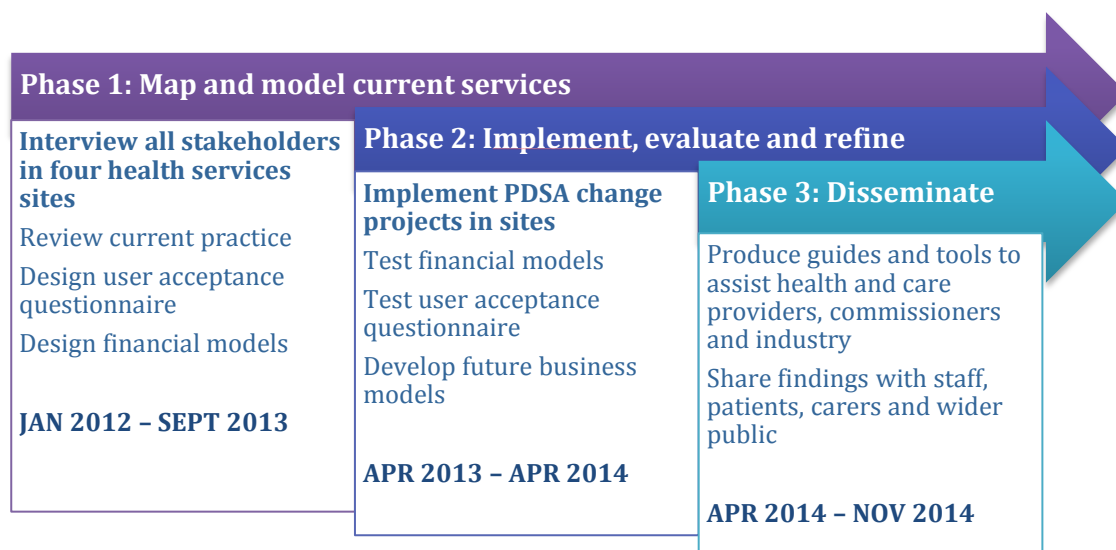 Phase 1: Map and model current services
Interview all stakeholders
in four health services
sites
Review current practice
Design user acceptance
questionnaire
Design financial models
JAN 2012 – SEPT 2013
Phase 2: Implement, evaluate and refine
Implement PDSA change
projects in sites
Test financial models
Test user acceptance
questionnaire
Develop future business
models
APR 2013 – APR 2014
Phase 3: Disseminate
Produce guides and tools to
assist health and care
providers, commissioners
and industry
Share findings with staff,
patients, carers and wider
public
APR 2014 – NOV 2014